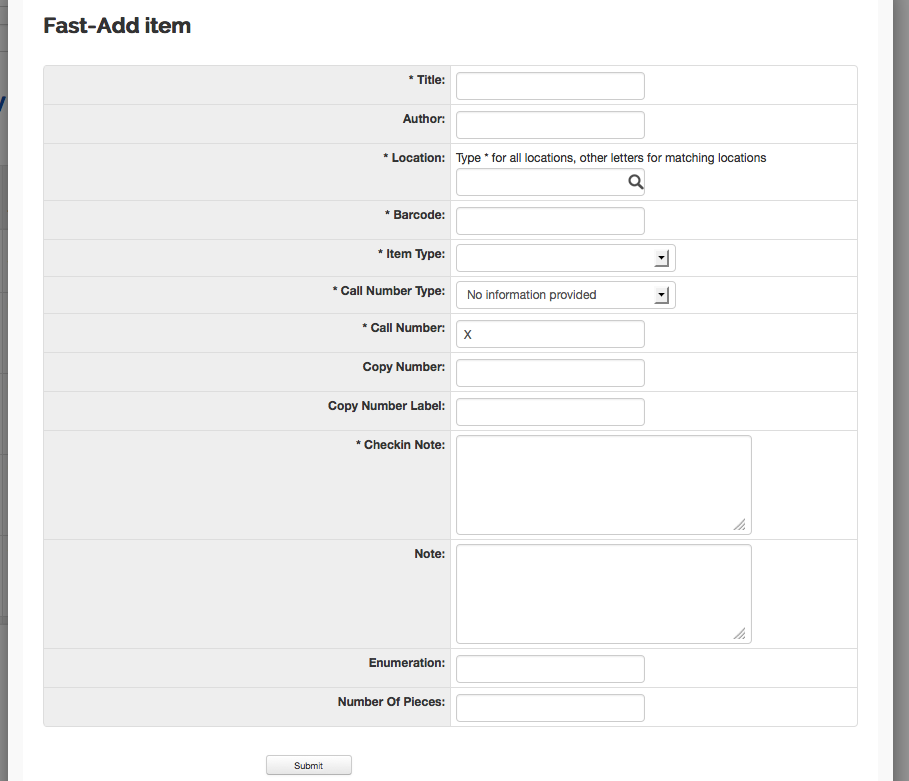 Fast-Add item
* Title:
Author:
* Location: Type * for all locations, other letters for matching locations
* Barcode:
* Item Type:
* Call Number Type: No information provided
* Call Number: X
Copy Number:
Copy Number Label:
* Checkin Note:
Note:
Enumeration:
Number Of Pieces:
Submit